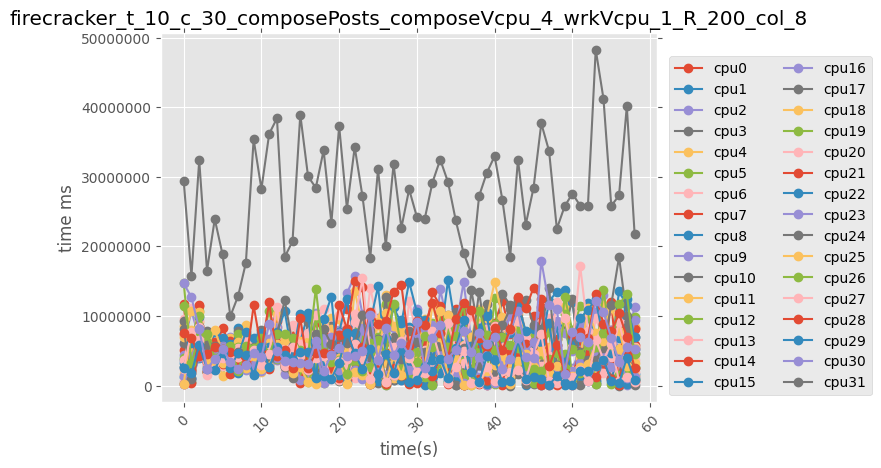 firecracker_t_10_c_30_composePosts_composeVcpu_4_wrkVcpu_1_R_200_col_8
50000000
40000000
30000000
20000000
10000000
0
time ms
0
10
20
30
40
50
60
time(s)
cpu0
cpu1
cpu2
cpu3
cpu4
cpu5
cpu6
cpu7
cpu8
cpu9
cpu10
cpu11
cpu12
cpu13
cpu14
cpu15
cpu16
cpu17
cpu18
cpu19
cpu20
cpu21
cpu22
cpu23
cpu24
cpu25
cpu26
cpu27
cpu28
cpu29
cpu30
cpu31